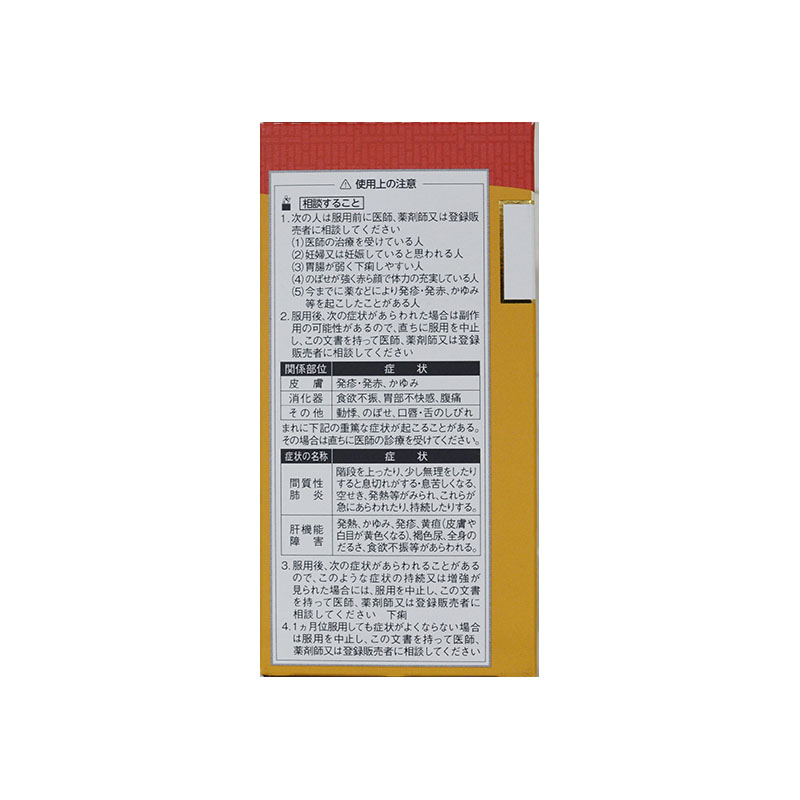 ⚠ 使用上の注意
相談すること
1.次の人は服用前に医師、薬剤師又は登録販
売者に相談してください
(1)医師の治療を受けている人
(2)妊婦又は妊娠していると思われる人
(3)胃腸が弱く下痢しやすい人
(4)のぼせが強く赤ら顔で体力の充実している人
(5)今までに薬などにより発疹・発赤、かゆみ
等を起こしたことがある人
2.服用後、次の症状があらわれた場合は副作
用の可能性があるので、直ちに服用を中止
し、この文書を持って医師、薬剤師又は登録
販売者に相談してください
関係部位 症状
皮膚 発疹・発赤、かゆみ
消化器 食欲不振、胃部不快感、腹痛
その他 動悸、のぼせ、口唇・舌のしびれ
まれに下記の重篤な症状が起こることがある。
その場合は直ちに医師の診療を受けてください。
症状の名称 症状
間質性
肺炎
階段を上ったり、少し無理をしたり
すると息切れがする・息苦しくなる、
空せき、発熱等がみられ、これらが
急にあらわれたり、持続したりする。
肝機能
障害
発熱、かゆみ、発疹、黄疸(皮膚や
白目が黄色くなる)、褐色尿、全身の
だるさ、食欲不振等があらわれる。
3.服用後、次の症状があらわれることがある
ので、このような症状の持続又は増強が
見られた場合には、服用を中止し、この文書
を持って医師、薬剤師又は登録販売者に
相談してください 下痢
4.1ヵ月位服用しても症状がよくならない場合
は服用を中止し、この文書を持って医師、
薬剤師又は登録販売者に相談してください